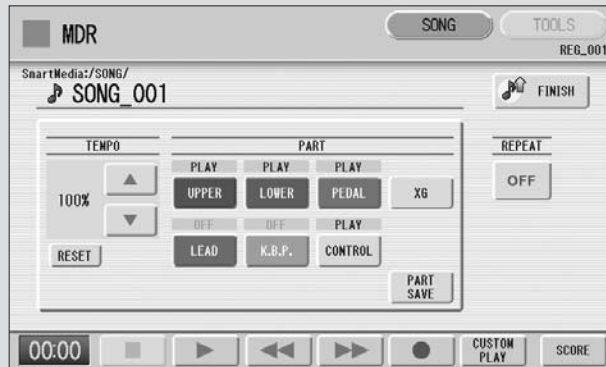 MDR
SONG
TOOLS
REG_001
SmartMedia:/SONG/
SONG_001
FINISH
TEMPO
PART
REPEAT
PLAY PLAY PLAY
UPPER LOWER PEDAL XG
OFF
100%
OFF OFF PLAY
LEAD K.B.P. CONTROL
RESET
PART
SAVE
00:00
CUSTOM
PLAY
SCORE